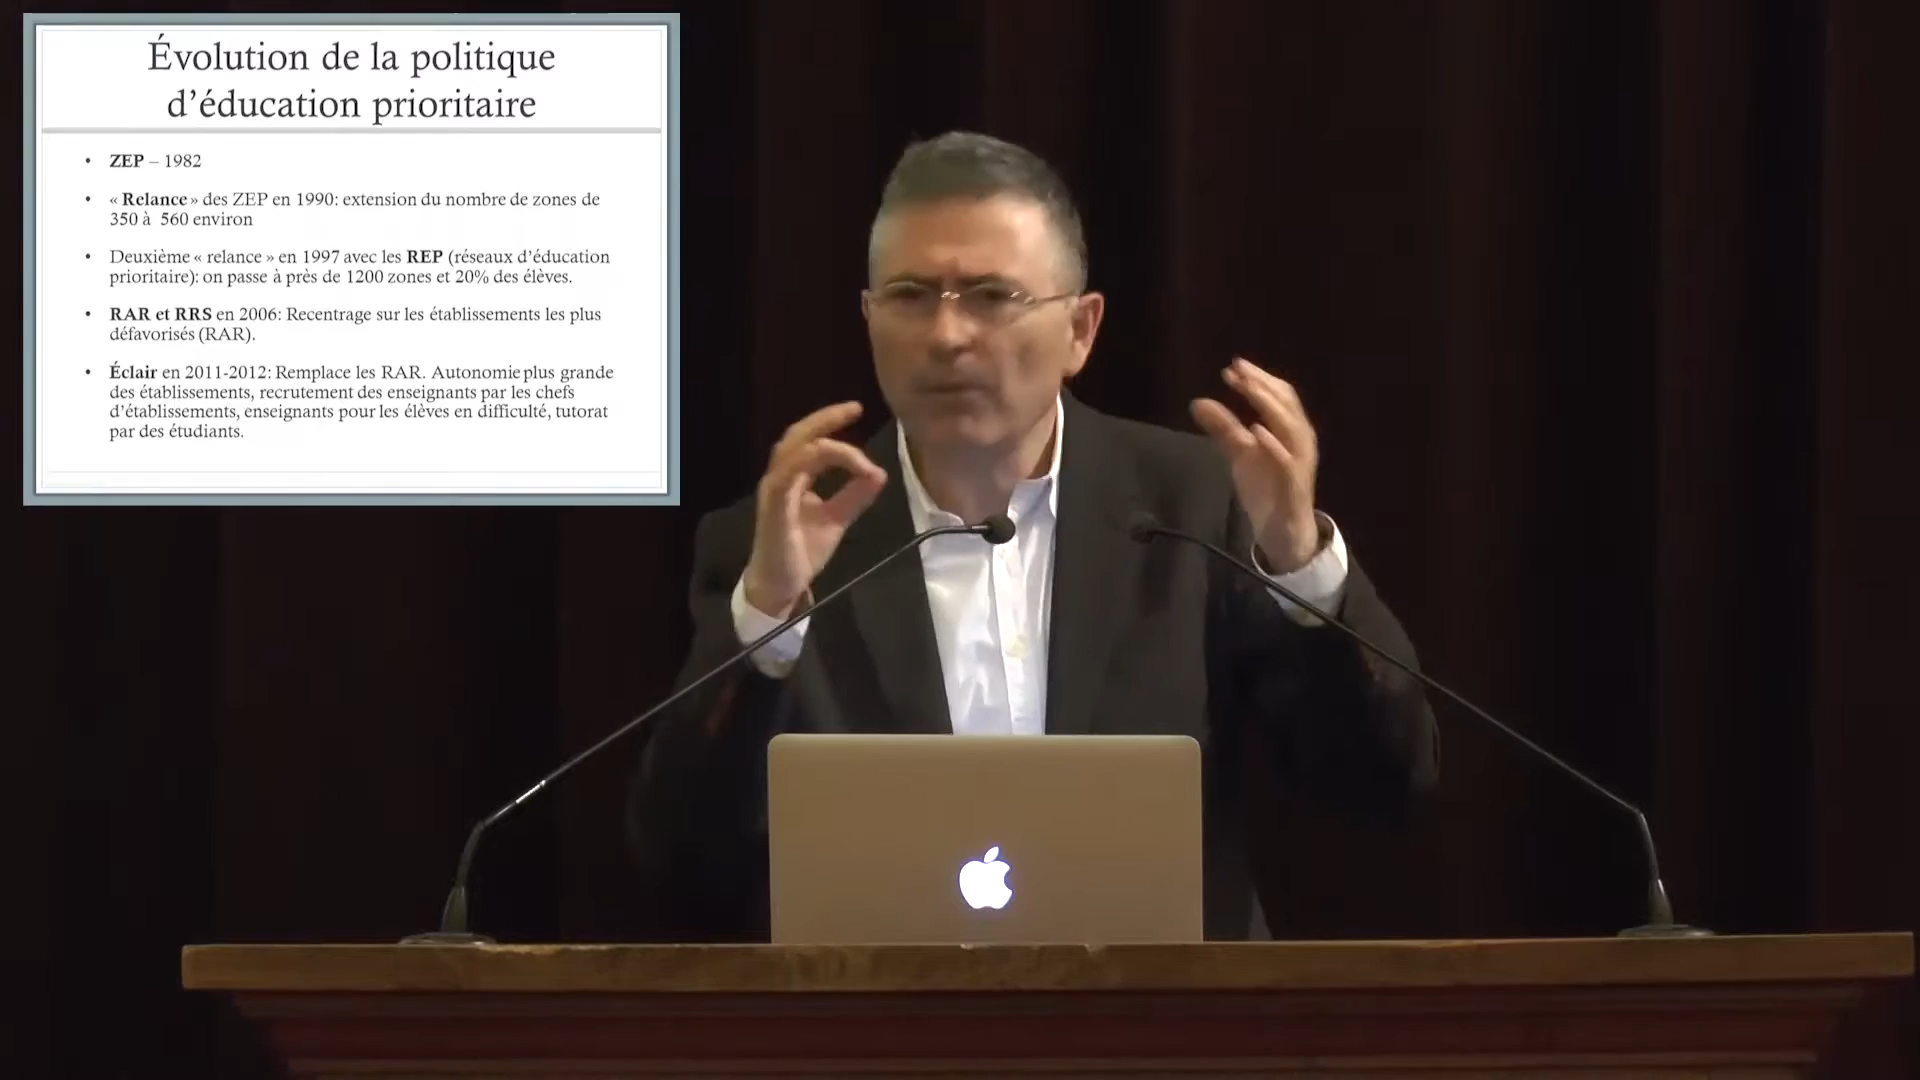 Évolution de la politique
d’éducation prioritaire
• ZEP – 1982
• « Relance » des ZEP en 1990: extension du nombre de zones de
350 à 560 environ
• Deuxième « relance » en 1997 avec les REP (réseaux d’éducation
prioritaire): on passe à près de 1200 zones et 20% des élèves.
• RAR et RRS en 2006: Recentrage sur les établissements les plus
défavorisés (RAR).
• Éclair en 2011-2012: Remplace les RAR. Autonomie plus grande
des établissements, recrutement des enseignants par les chefs
d’établissements, enseignants pour les élèves en difficulté, tutorat
par des étudiants.